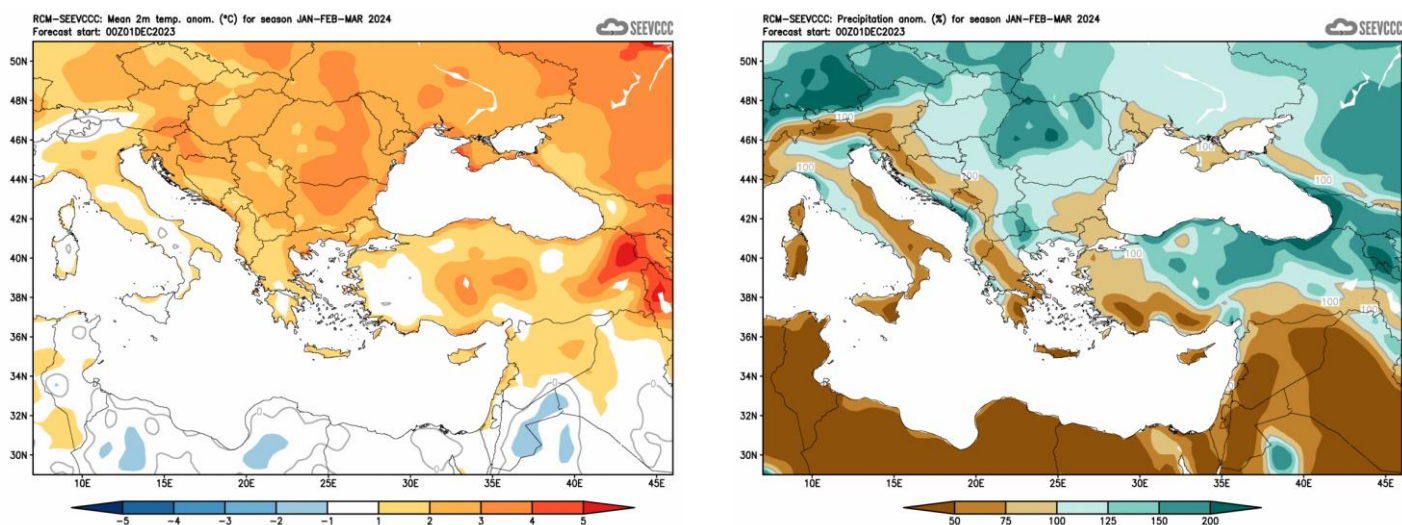 RCM-SEEVCCC: Mean 2m temp. anom. (°C) for season JAN-FEB-MAR 2024
Forecast start: 00Z01DEC2023
SEEVCCC
50N
48N
46N
44N
42N
40N
38N
36N
34N
32N
30N
10E
15E
20E
25E
30E
35E
40E
45E
-5
-4
-3
-2
-1
1
2
3
4
5
RCM-SEEVCCC: Precipitation anom. (%) for season JAN-FEB-MAR 2024
Forecast start: 00Z01DEC2023
SEEVCCC
50N
48N
46N
44N
42N
40N
38N
36N
34N
32N
30N
100
100
100
100
100
100
100
100
10E
15E
20E
25E
30E
35E
40E
45E
50
75
100
125
150
200